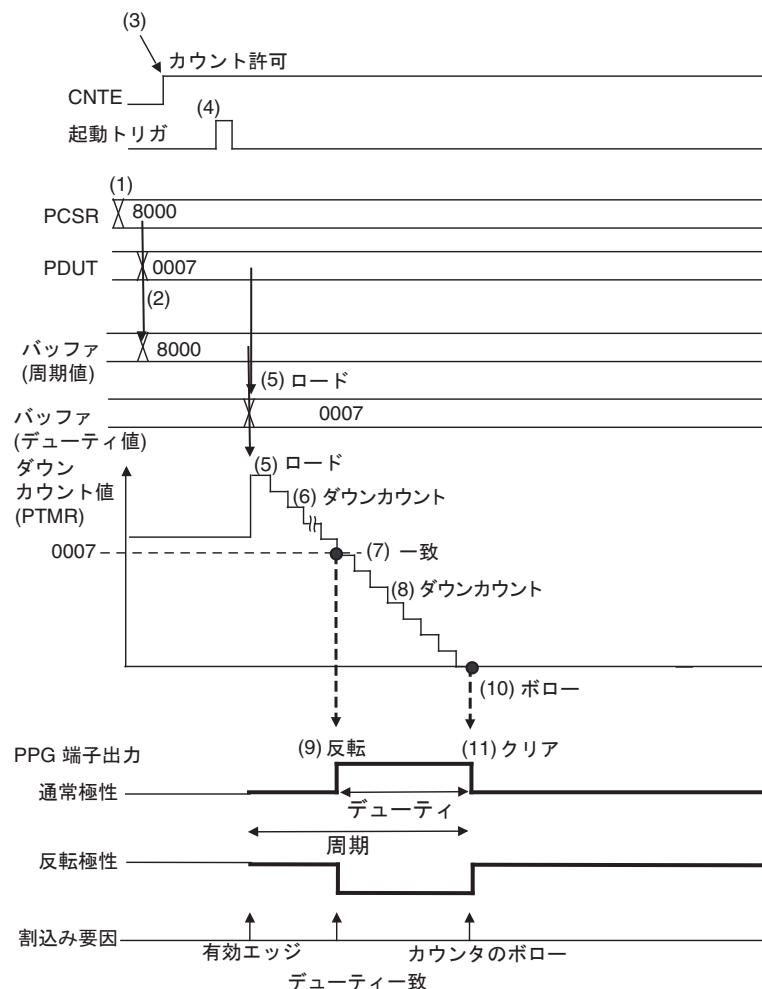 (3)
カウント許可
CNTE
(4)
起動トリガ
(1)
PCSR
8000
PDUT
0007
(2)
バッファ
(周期値)
8000
(5) ロード
バッファ
(デューティ値)
0007
ダウン
カウント値
(PTMR)
(5) ロード
(6) ダウンカウント
0007
(7) 一致
(8) ダウンカウント
(10) ボロー
PPG 端子出力
(9) 反転
(11) クリア
通常極性
デューティ
周期
反転極性
割込み要因
有効エッジ
カウンタのボロー
デューティ一致